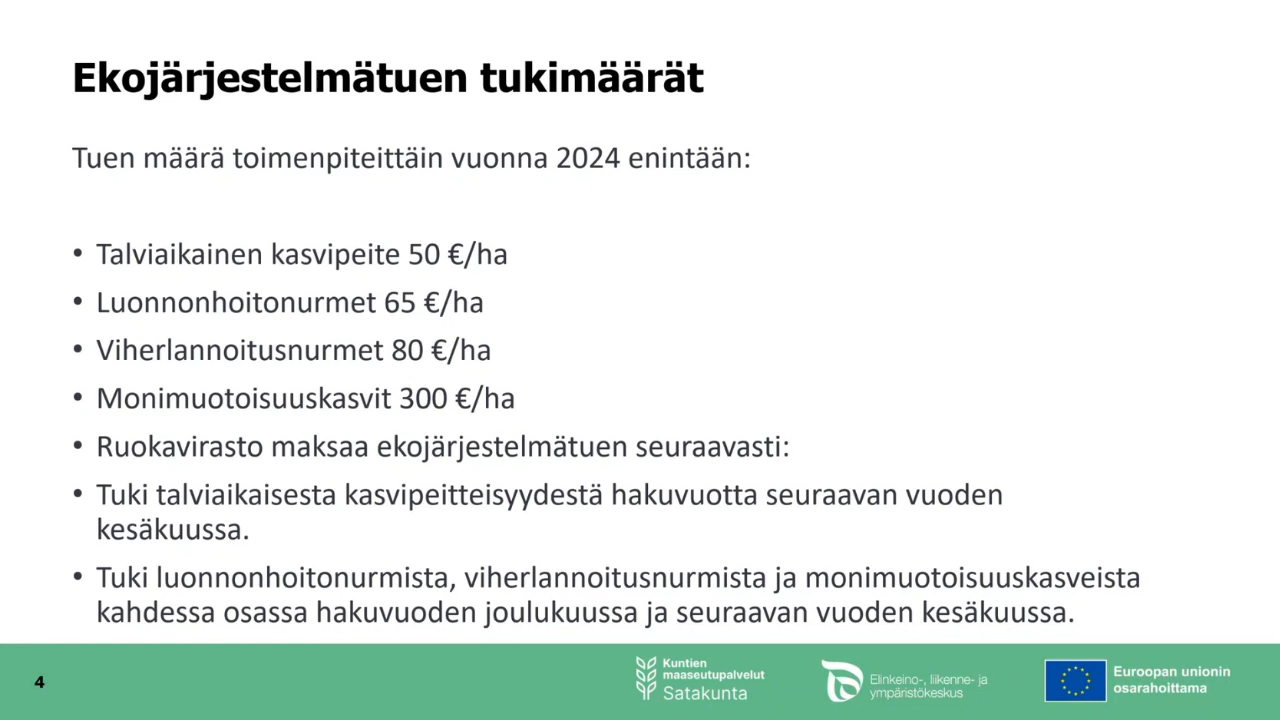 Ekojärjestelmätuen tukimäärät
Tuen määrä toimenpiteittäin vuonna 2024 enintään:
• Talviaikainen kasvipeite 50 €/ha
• Luonnonhoitonurmet 65 €/ha
• Viherlannoitusnurmet 80 €/ha
• Monimuotoisuuskasvit 300 €/ha
• Ruokavirasto maksaa ekojärjestelmätuen seuraavasti:
• Tuki talviaikaisesta kasvipeitteisyydestä hakuvuotta seuraavan vuoden
kesäkuussa.
• Tuki luonnonhoitonurmista, viherlannoitusnurmista ja monimuotoisuuskasveista
kahdessa osassa hakuvuoden joulukuussa ja seuraavan vuoden kesäkuussa.
4
Kuntien
maaseutupalvelut
Satakunta
Elinkeino-, liikenne- ja
ympäristökeskus
Euroopan unionin
osarahoittama